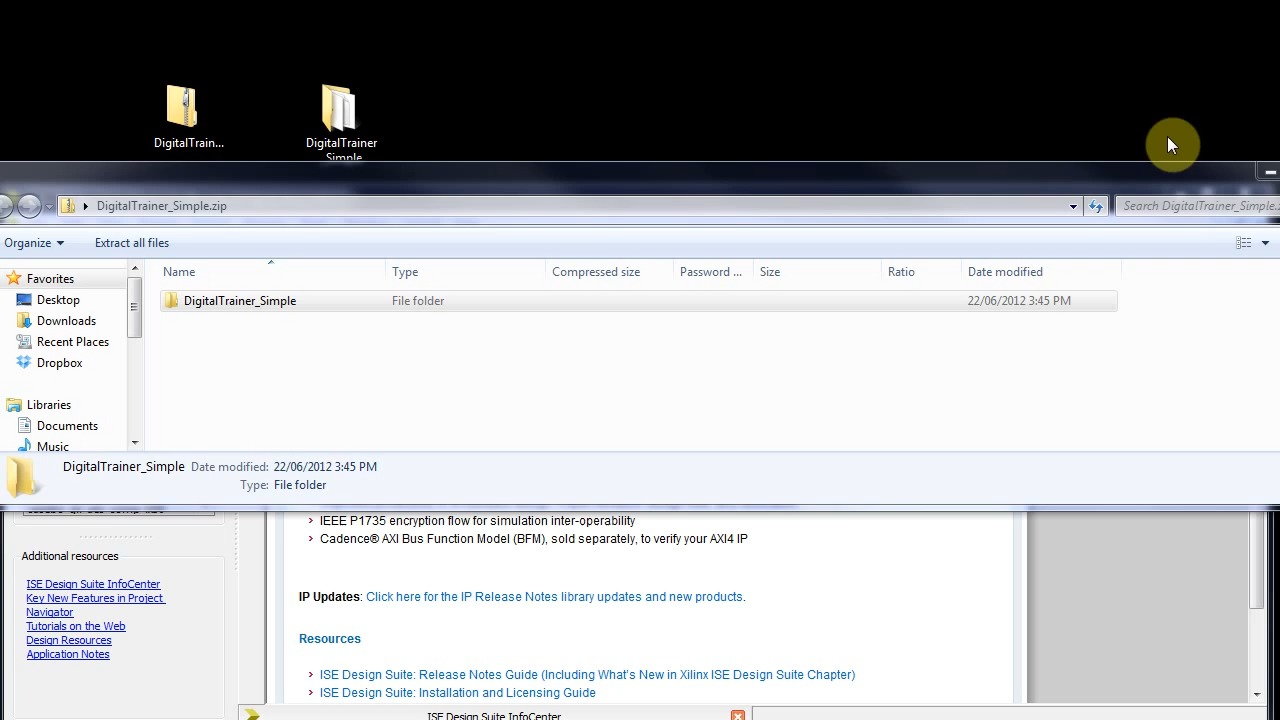 DigitalTrain...
DigitalTrainer
Simple
DigitalTrainer_Simple.zip
Search DigitalTrainer_Simple.z
Organize
Extract all files
Name
Type
Compressed size
Password ...
Size
Ratio
Date modified
Favorites
Desktop
Downloads
Recent Places
Dropbox
Libraries
Documents
Music
DigitalTrainer_Simple
File folder
22/06/2012 3:45 PM
DigitalTrainer_Simple Date modified: 22/06/2012 3:45 PM
Type: File folder
Additional resources
ISE Design Suite InfoCenter
Key New Features in Project
Navigator
Tutorials on the Web
Design Resources
Application Notes
IEEE P1735 encryption flow for simulation inter-operability
Cadence® AXI Bus Function Model (BFM), sold separately, to verify your AXI4 IP
IP Updates: Click here for the IP Release Notes library updates and new products.
Resources
ISE Design Suite: Release Notes Guide (Including What's New in Xilinx ISE Design Suite Chapter)
ISE Design Suite: Installation and Licensing Guide
ISE Design Suite InfoCenter